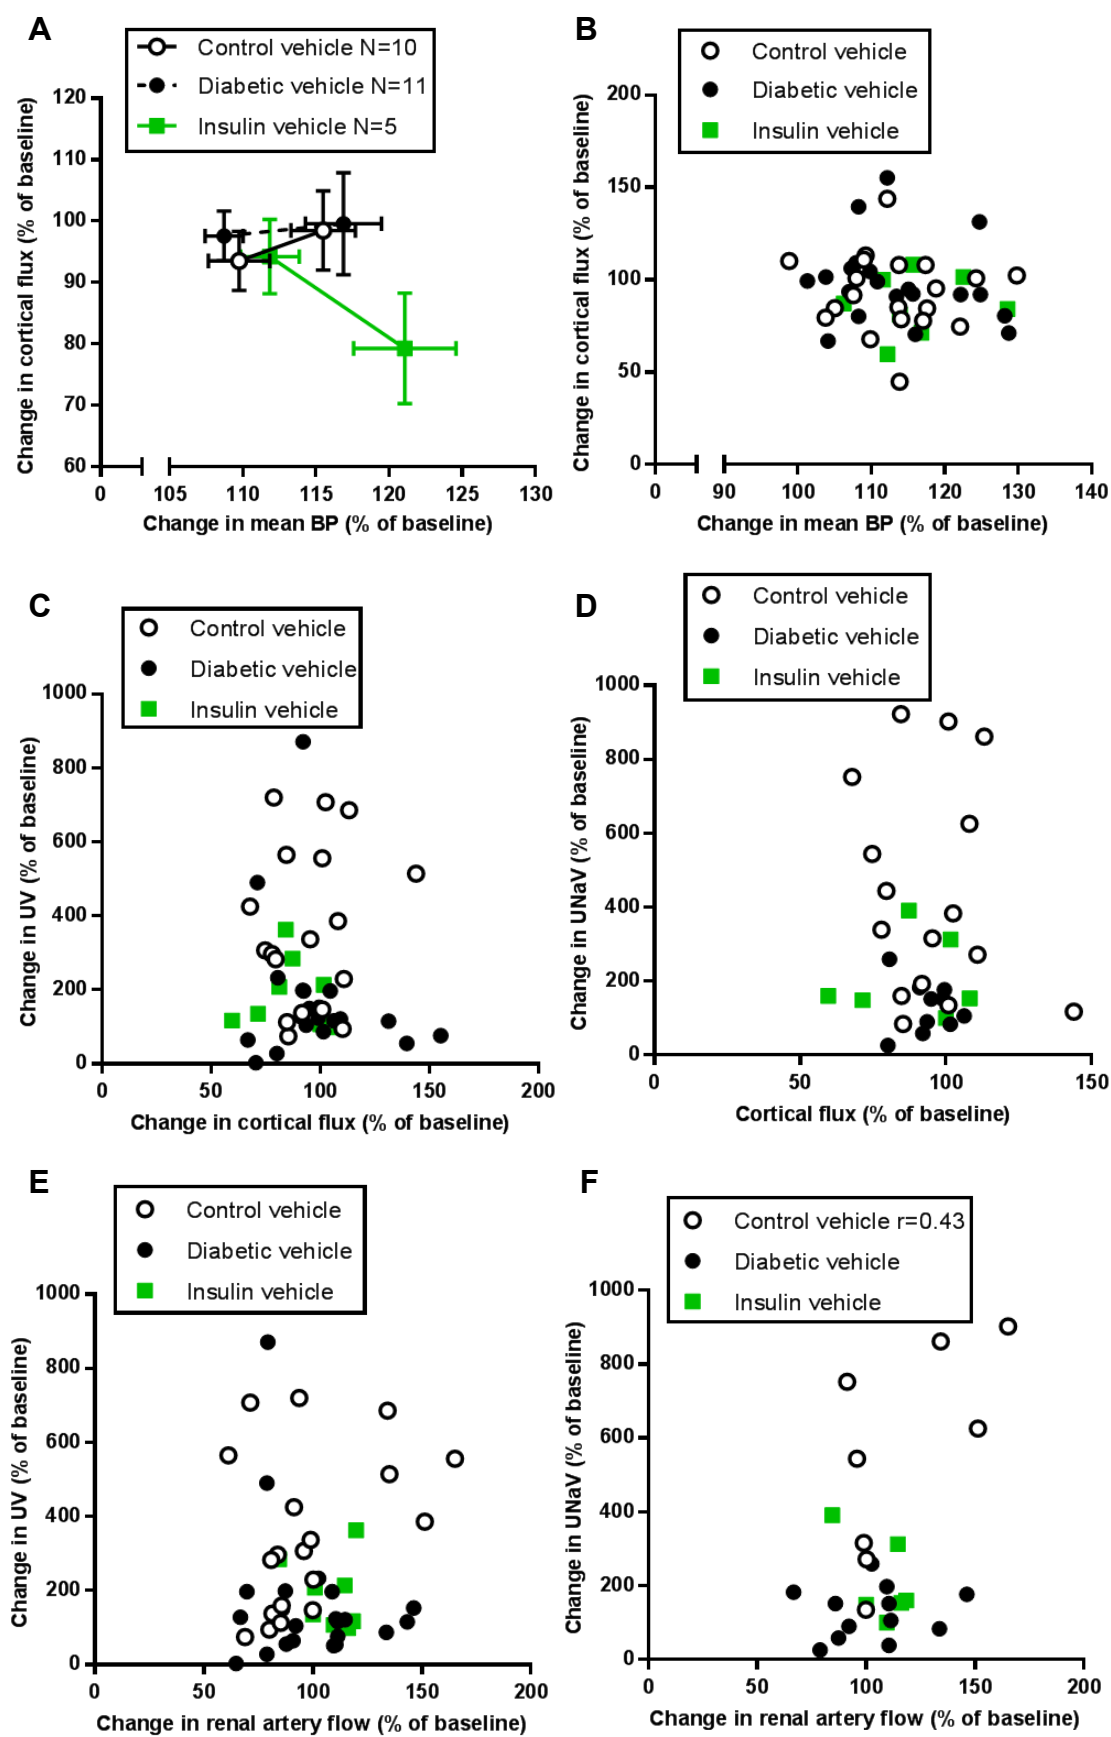 A
Control vehicle N=10
Diabetic vehicle N=11
Insulin vehicle N=5
Change in cortical flux (% of baseline)
120
110
100
90
80
70
60
0 105 110 115 120 125 130
Change in mean BP (% of baseline)
B
Control vehicle
Diabetic vehicle
Insulin vehicle
Change in cortical flux (% of baseline)
200
150
100
50
0
0 90 100 110 120 130 140
Change in mean BP (% of baseline)
C
Control vehicle
Diabetic vehicle
Insulin vehicle
Change in UV (% of baseline)
1000
800
600
400
200
0
0 50 100 150 200
Change in cortical flux (% of baseline)
D
Control vehicle
Diabetic vehicle
Insulin vehicle
Change in UNaV (% of baseline)
1000
800
600
400
200
0
0 50 100 150
Cortical flux (% of baseline)
E
Control vehicle
Diabetic vehicle
Insulin vehicle
Change in UV (% of baseline)
1000
800
600
400
200
0
0 50 100 150 200
Change in renal artery flow (% of baseline)
F
Control vehicle r=0.43
Diabetic vehicle
Insulin vehicle
Change in UNaV (% of baseline)
1000
800
600
400
200
0
0 50 100 150 200
Change in renal artery flow (% of baseline)